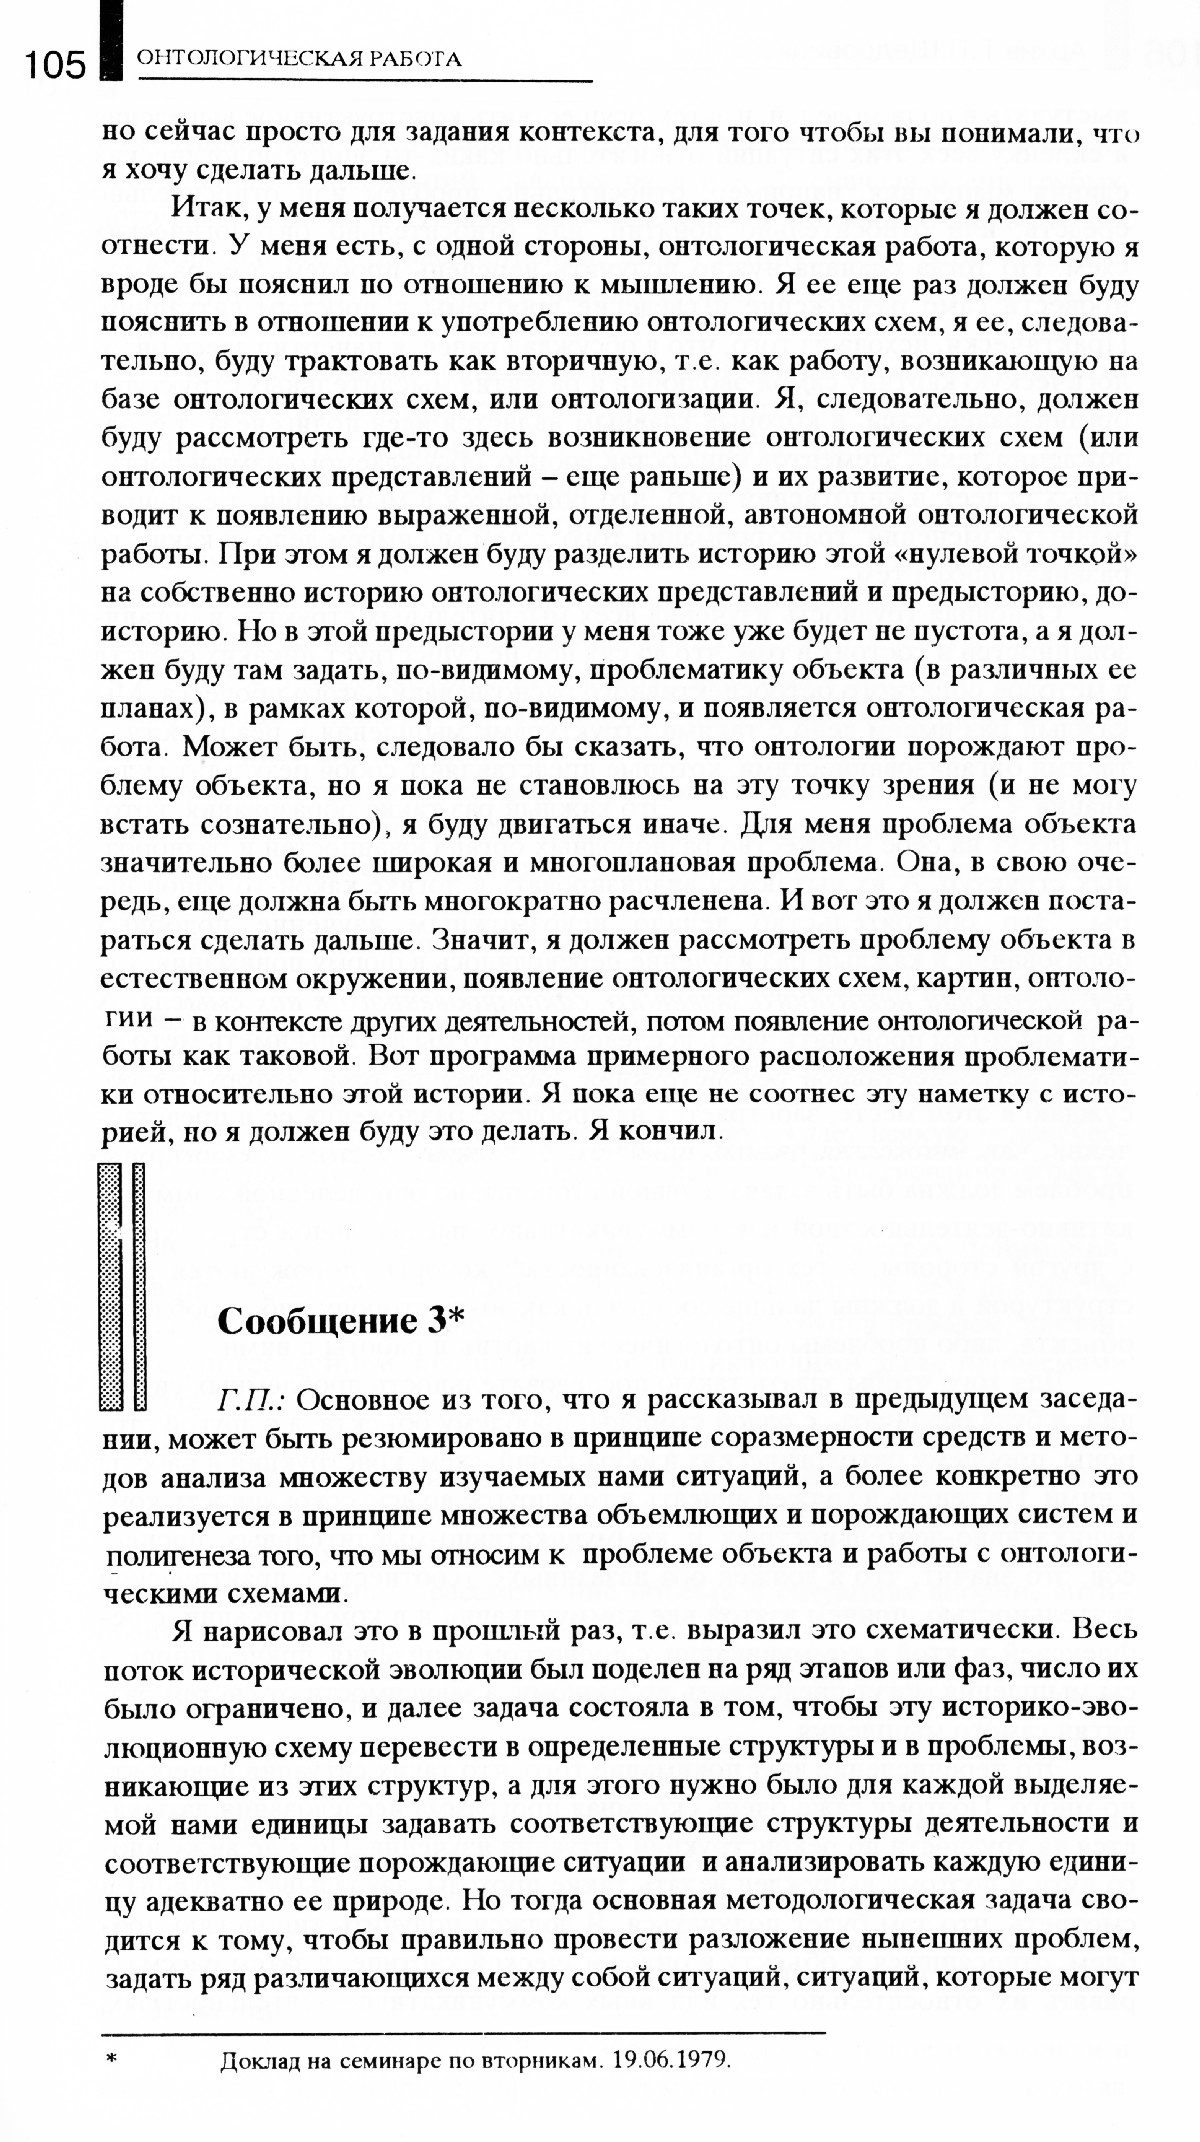 105
ОНТОЛОГИЧЕСКАЯ РАБОТА
но сейчас просто для задания контекста, для того чтобы вы понимали, что
я хочу сделать дальше.
Итак, у меня получается несколько таких точек, которые я должен со-
отнести. У меня есть, с одной стороны, онтологическая работа, которую я
вроде бы пояснил по отношению к мышлению. Я ее еще раз должен буду
пояснить в отношении к употреблению онтологических схем, я ее, следова-
тельно, буду трактовать как вторичную, т.е. как работу, возникающую на
базе онтологических схем, или онтологизации. Я, следовательно, должен
буду рассмотреть где-то здесь возникновение онтологических схем (или
онтологических представлений – еще раньше) и их развитие, которое при-
водит к появлению выраженной, отделенной, автономной онтологической
работы. При этом я должен буду разделить историю этой «нулевой точкой»
на собственно историю онтологических представлений и предысторию, до-
историю. Но в этой предыстории у меня тоже уже будет не пустота, а я дол-
жен буду там задать, по-видимому, проблематику объекта (в различных ее
планах), в рамках которой, по-видимому, и появляется онтологическая ра-
бота. Может быть, следовало бы сказать, что онтологии порождают про-
блему объекта, но я пока не становлюсь на эту точку зрения (и не могу
встать сознательно), я буду двигаться иначе. Для меня проблема объекта
значительно более широкая и многоплановая проблема. Она, в свою оче-
редь, еще должна быть многократно расчленена. И вот это я должен поста-
раться сделать дальше. Значит, я должен рассмотреть проблему объекта в
естественном окружении, появление онтологических схем, картин, онтоло-
гии – в контексте других деятельностей, потом появление онтологической ра-
боты как таковой. Вот программа примерного расположения проблемати-
ки относительно этой истории. Я пока еще не соотнес эту наметку с исто-
рией, но я должен буду это делать. Я кончил.
Сообщение 3*
Г.П.: Основное из того, что я рассказывал в предыдущем заседа-
нии, может быть резюмировано в принципе соразмерности средств и мето-
дов анализа множеству изучаемых нами ситуаций, а более конкретно это
реализуется в принципе множества объемлющих и порождающих систем и
полигенеза того, что мы относим к проблеме объекта и работы с онтологи-
ческими схемами.
Я нарисовал это в прошлый раз, т.е. выразил это схематически. Весь
поток исторической эволюции был поделен на ряд этапов или фаз, число их
было ограничено, и далее задача состояла в том, чтобы эту историко-эво-
люционную схему перевести в определенные структуры и в проблемы, воз-
никающие из этих структур, а для этого нужно было для каждой выделяе-
мой нами единицы задавать соответствующие структуры деятельности и
соответствующие порождающие ситуации и анализировать каждую едини-
цу адекватно ее природе. Но тогда основная методологическая задача сво-
дится к тому, чтобы правильно провести разложение нынешних проблем,
задать ряд различающихся между собой ситуаций, ситуаций, которые могут
* Доклад на семинаре по вторникам. 19.06.1979.